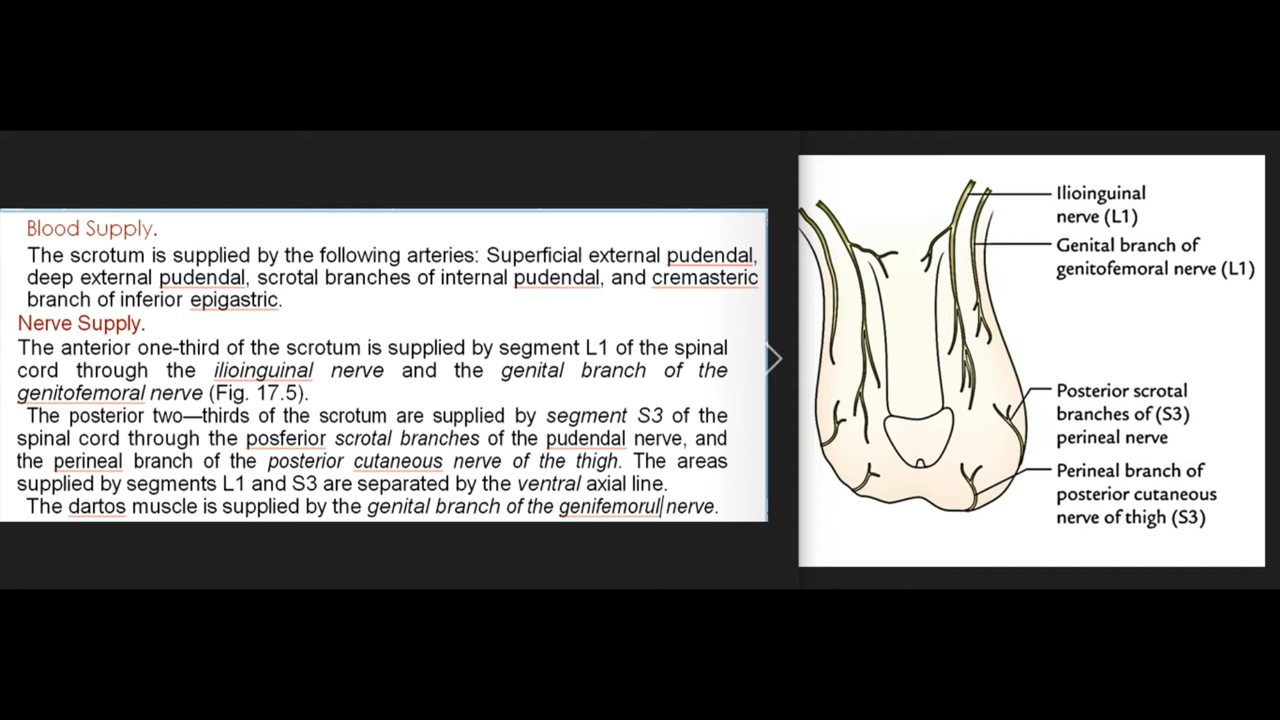 Blood Supply.
The scrotum is supplied by the following arteries: Superficial external pudendal,
deep external pudendal, scrotal branches of internal pudendal, and cremasteric
branch of inferior epigastric.
Nerve Supply.
The anterior one-third of the scrotum is supplied by segment L1 of the spinal
cord through the ilioinguinal nerve and the genital branch of the
genitofemoral nerve (Fig. 17.5).
The posterior two—thirds of the scrotum are supplied by segment S3 of the
spinal cord through the posferior scrotal branches of the pudendal nerve, and
the perineal branch of the posterior cutaneous nerve of the thigh. The areas
supplied by segments L1 and S3 are separated by the ventral axial line.
The dartos muscle is supplied by the genital branch of the genifemorul nerve.
Ilioinguinal
nerve (L1)
Genital branch of
genitofemoral nerve (L1)
Posterior scrotal
branches of (S3)
perineal nerve
Perineal branch of
posterior cutaneous
nerve of thigh (S3)